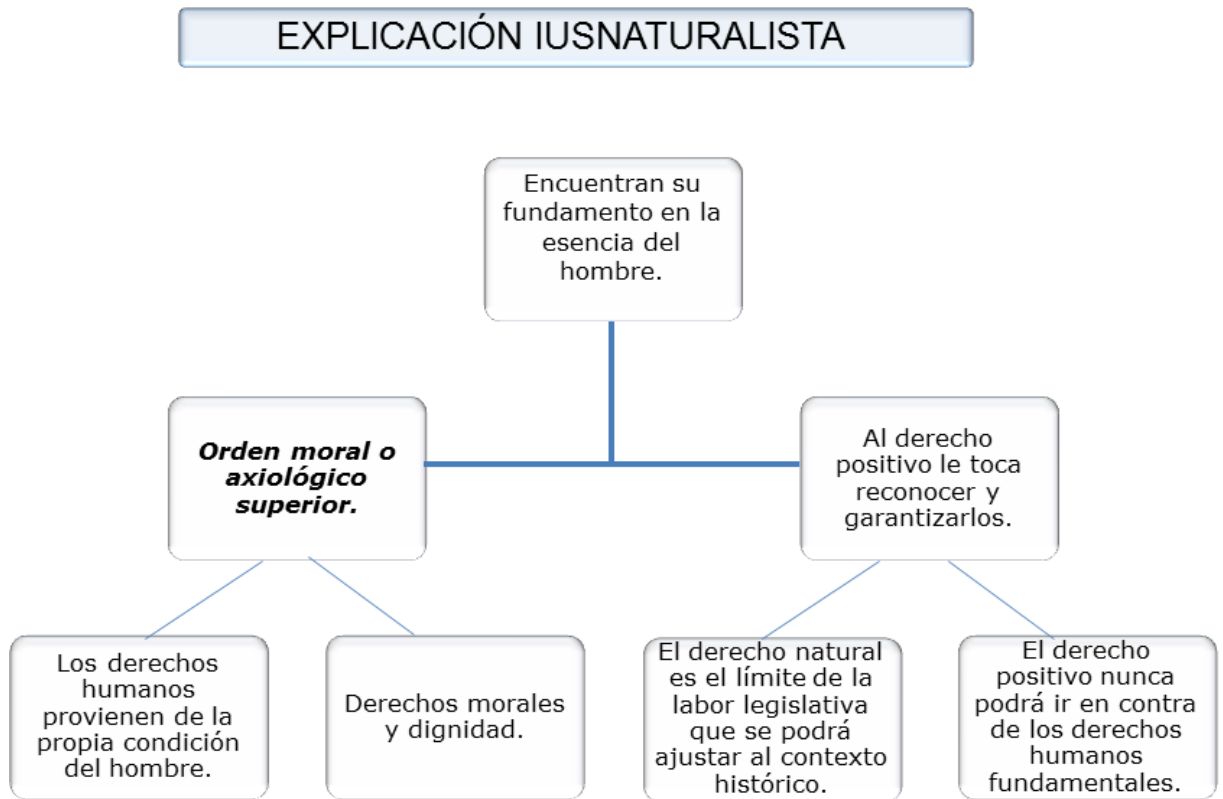 EXPLICACIÓN IUSNATURALISTA
Encuentran su
fundamento en la
esencia del
hombre.
Orden moral o
axiológico
superior.
Al derecho
positivo le toca
reconocer y
garantizarlos.
Los derechos
humanos
provienen de la
propia condición
del hombre.
Derechos morales
y dignidad.
El derecho natural
es el límite de la
labor legislativa
que se podrá
ajustar al contexto
histórico.
El derecho
positivo nunca
podrá ir en contra
de los derechos
humanos
fundamentales.